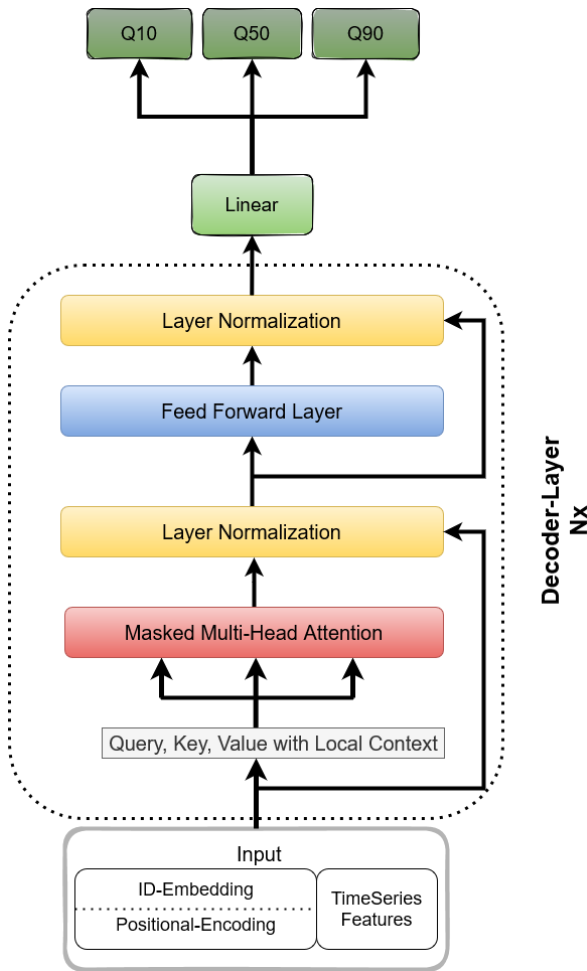 Q10
Q50
Q90
Linear
Layer Normalization
Feed Forward Layer
Layer Normalization
Masked Multi-Head Attention
Query, Key, Value with Local Context
Decoder-Layer
Nx
Input
ID-Embedding
Positional-Encoding
TimeSeries
Features